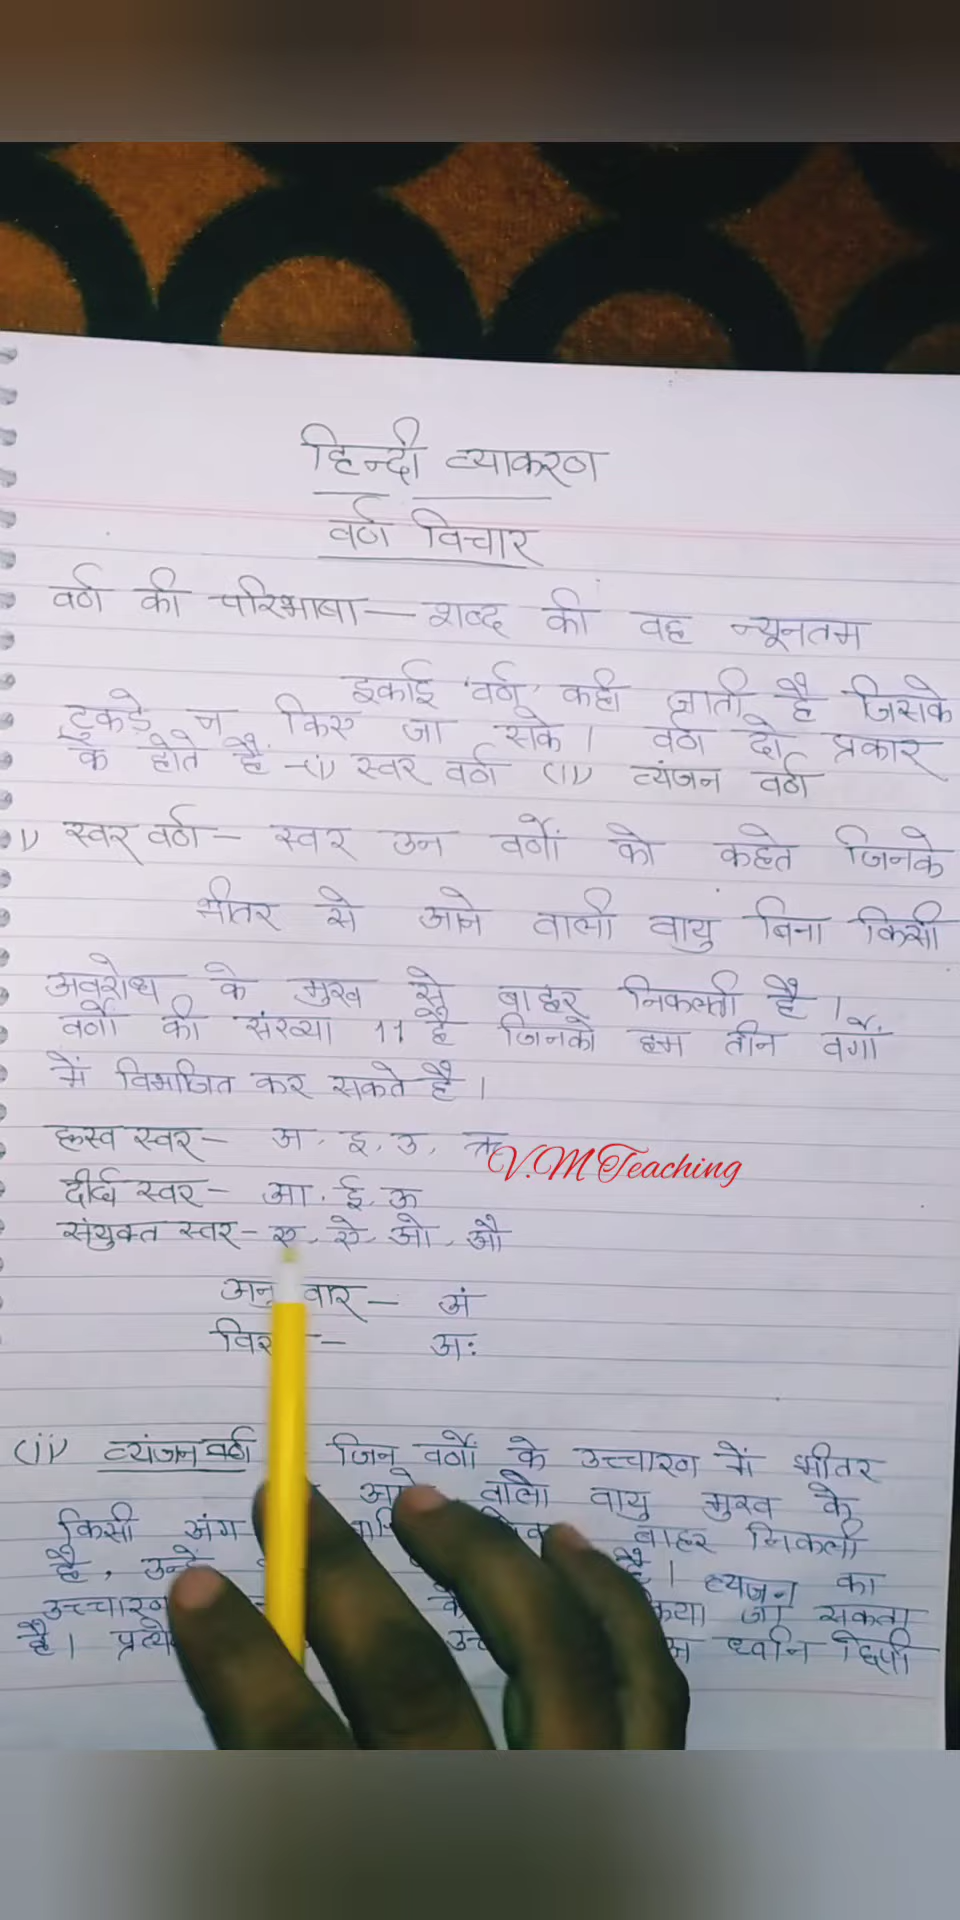 हिन्दी व्याकरण
वर्ण विचार
वर्ण की परिभाषा — शब्द की वह न्यूनतम
इकाई 'वर्ण' कही जाती है जिसके
टुकड़े न किए जा सके। वर्ण दो प्रकार
के होते है -(i) स्वर वर्ण (ii) व्यंजन वर्ण
i) स्वर वर्ण - स्वर उन वर्णों को कहते जिनके
भीतर से आने वाली वायु बिना किसी
अवरोध के मुख से बाहर निकलती है।
वर्णों की संख्या 11 है जिनको हम तीन वर्गों
में विभाजित कर सकते है।
ह्रस्व स्वर - अ, इ, उ, ऋ
V.M Teaching
दीर्घ स्वर - आ, ई, ऊ
संयुक्त स्वर - ए, ऐ, ओ, औ
वार - अं
अः
(ii) व्यंजन वर्ण जिन वर्णों के उच्चारण में भीतर
वाली वायु मुख के
किसी अंग बाहर निकली
है, उन्हें है। व्यंजन का
उच्चारण जा सकता
है। ध्वनि छिपी